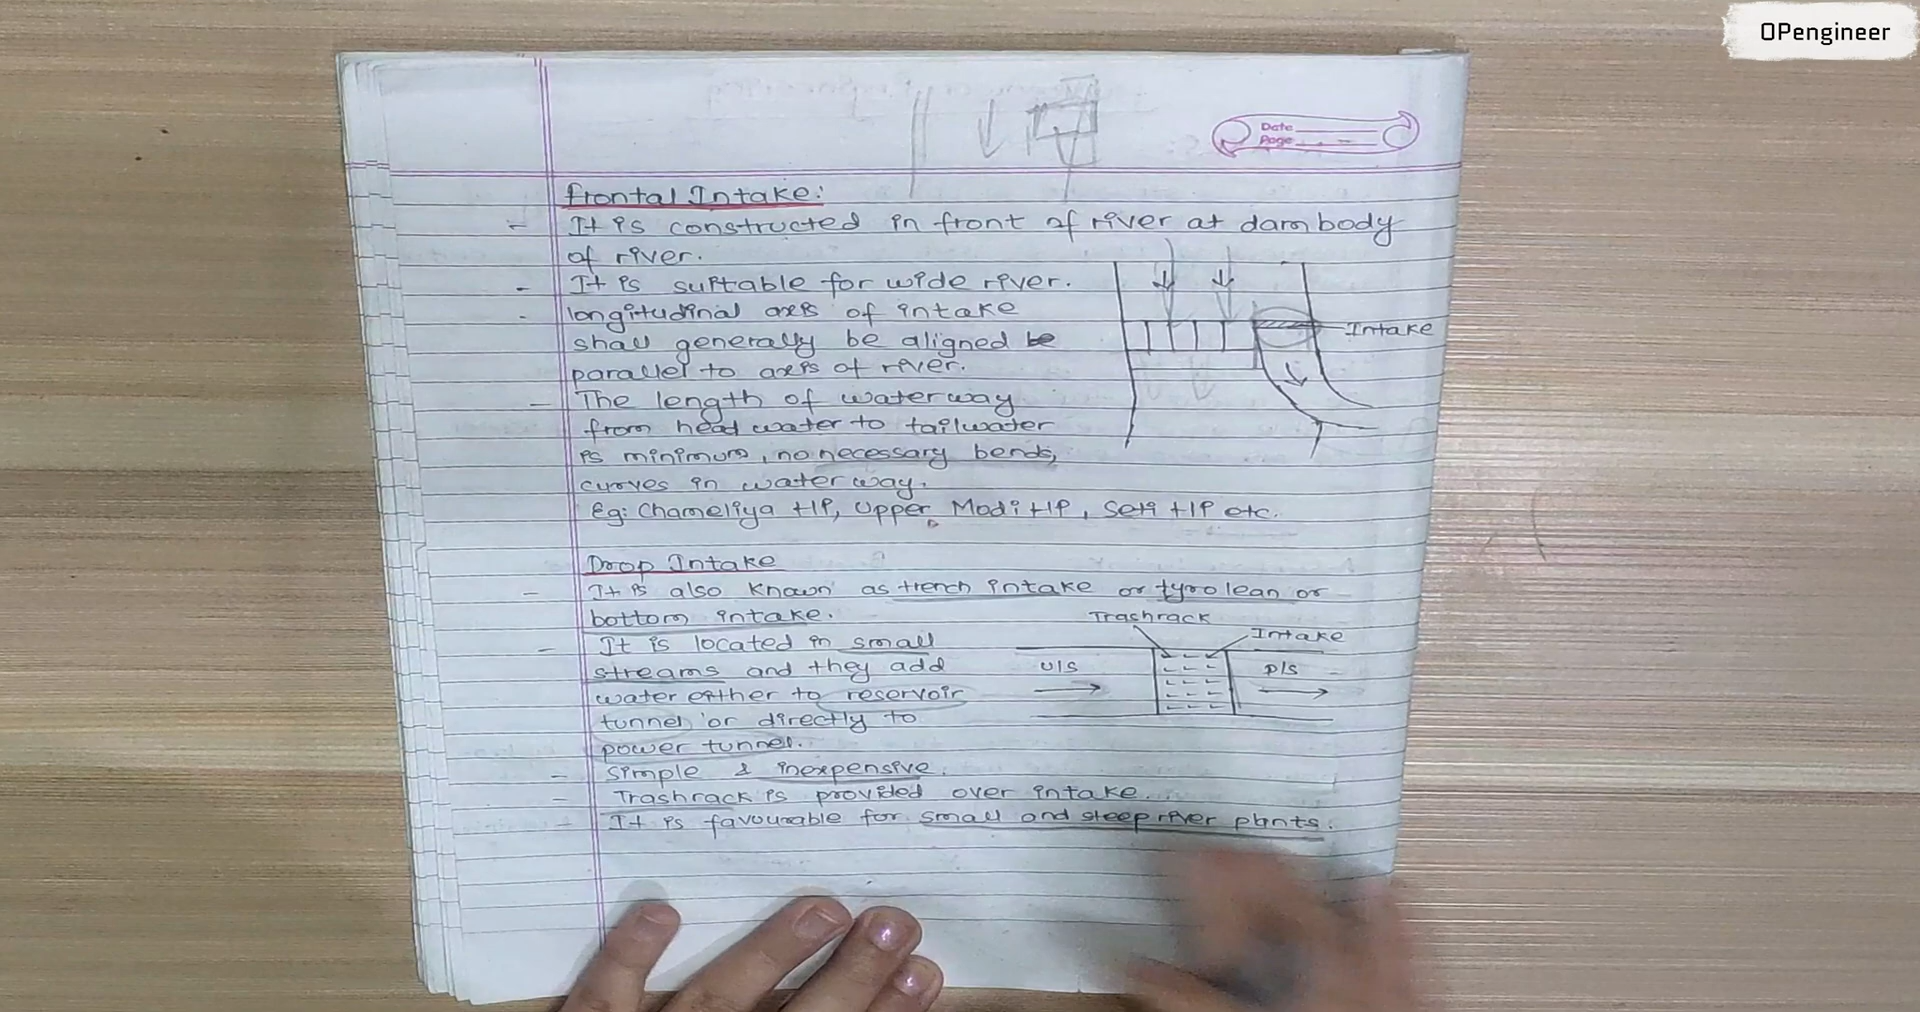 OPengineer
Date
Page
Frontal Intake:
- It is constructed in front of river at dam body
of river.
- It is suitable for wide river.
- longitudinal axis of intake
shall generally be aligned be
parallel to axis of river.
Intake
- The length of waterway
from head water to tailwater
is minimum, no necessary bends,
curves in waterway.
Eg: Chameliya HP, Upper Modi HP, Seti HP etc.
Drop Intake
- It is also known as trench intake or tyrolean or
bottom intake.
Trashrack
Intake
U/S
D/S
- It is located in small
streams and they add
water either to reservoir
tunnel or directly to
power tunnel.
- Simple & inexpensive.
- Trashrack is provided over intake.
- It is favourable for small and steep river plants.